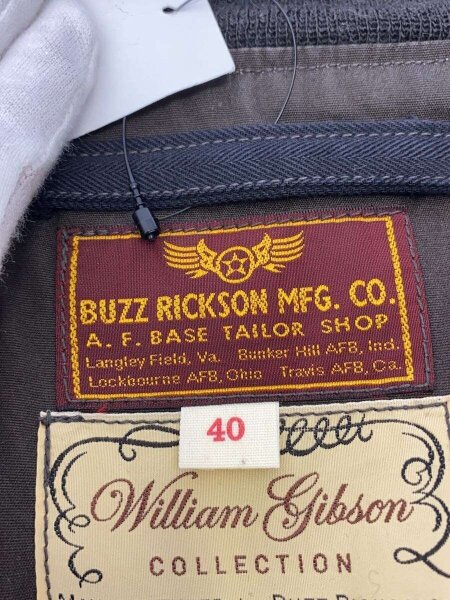 BUZZ RICKSON MFG. CO.
A. F. BASE TAILOR SHOP
Langley Field, Va. Bunker Hill AFB, Ind.
Lockbourne AFB, Ohio Travis AFB, Ca.
40
William Gibson
COLLECTION